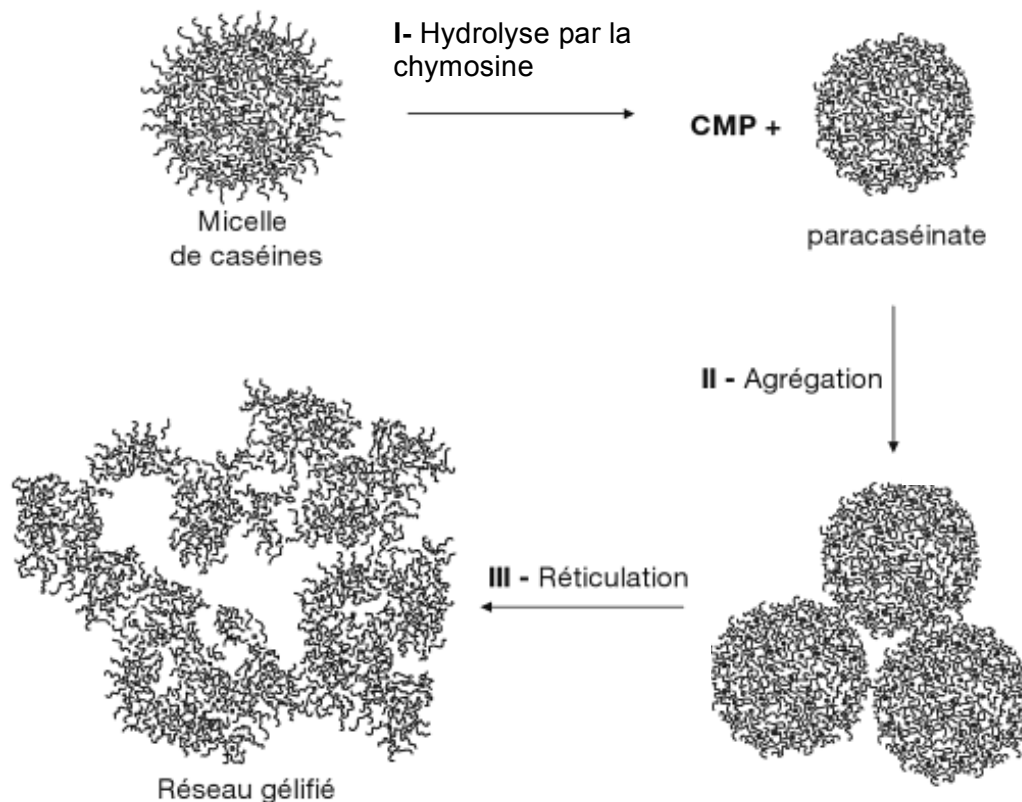 I- Hydrolyse par la
chymosine
CMP +
Micelle
de caséines
paracaséinate
II - Agrégation
III - Réticulation
Réseau gélifié